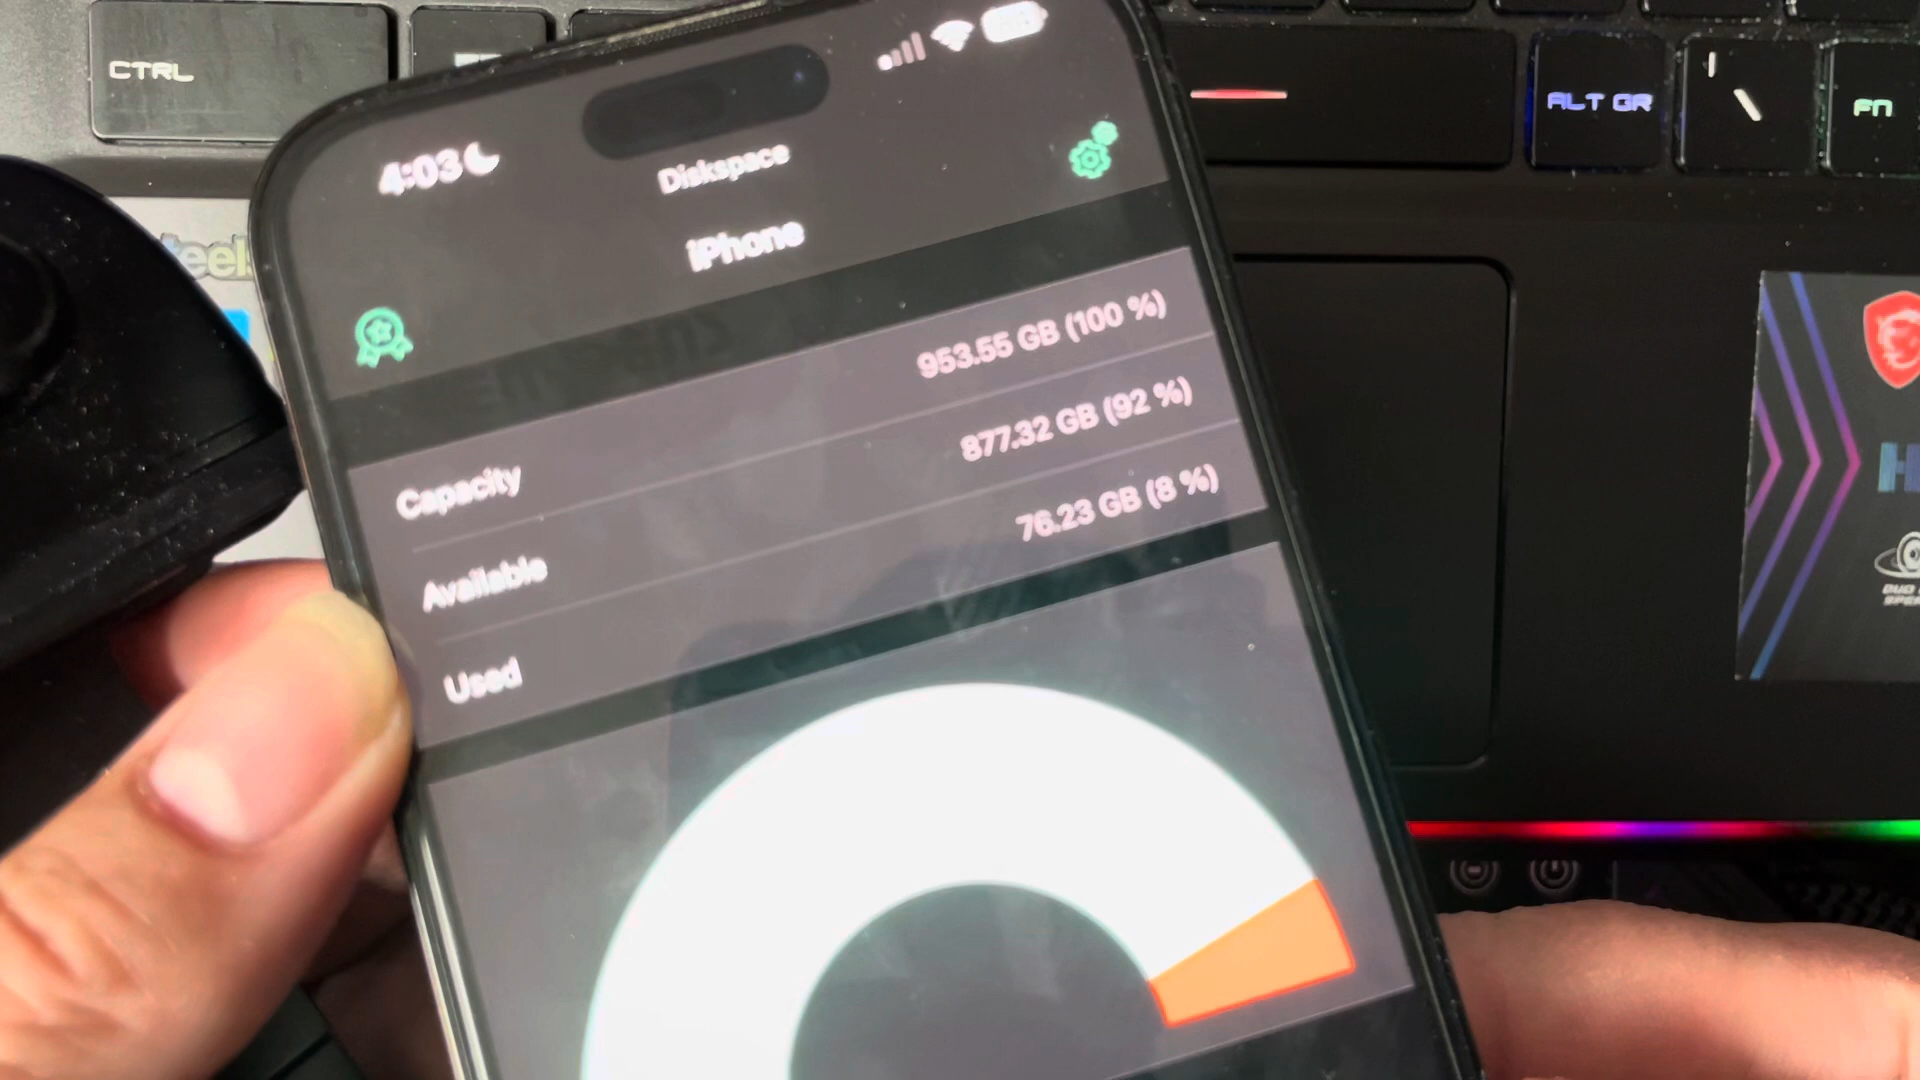 CTRL
ALT GR
\
FN
4:03
Diskspace
iPhone
Capacity 953.55 GB (100 %)
Available 877.32 GB (92 %)
Used 76.23 GB (8 %)